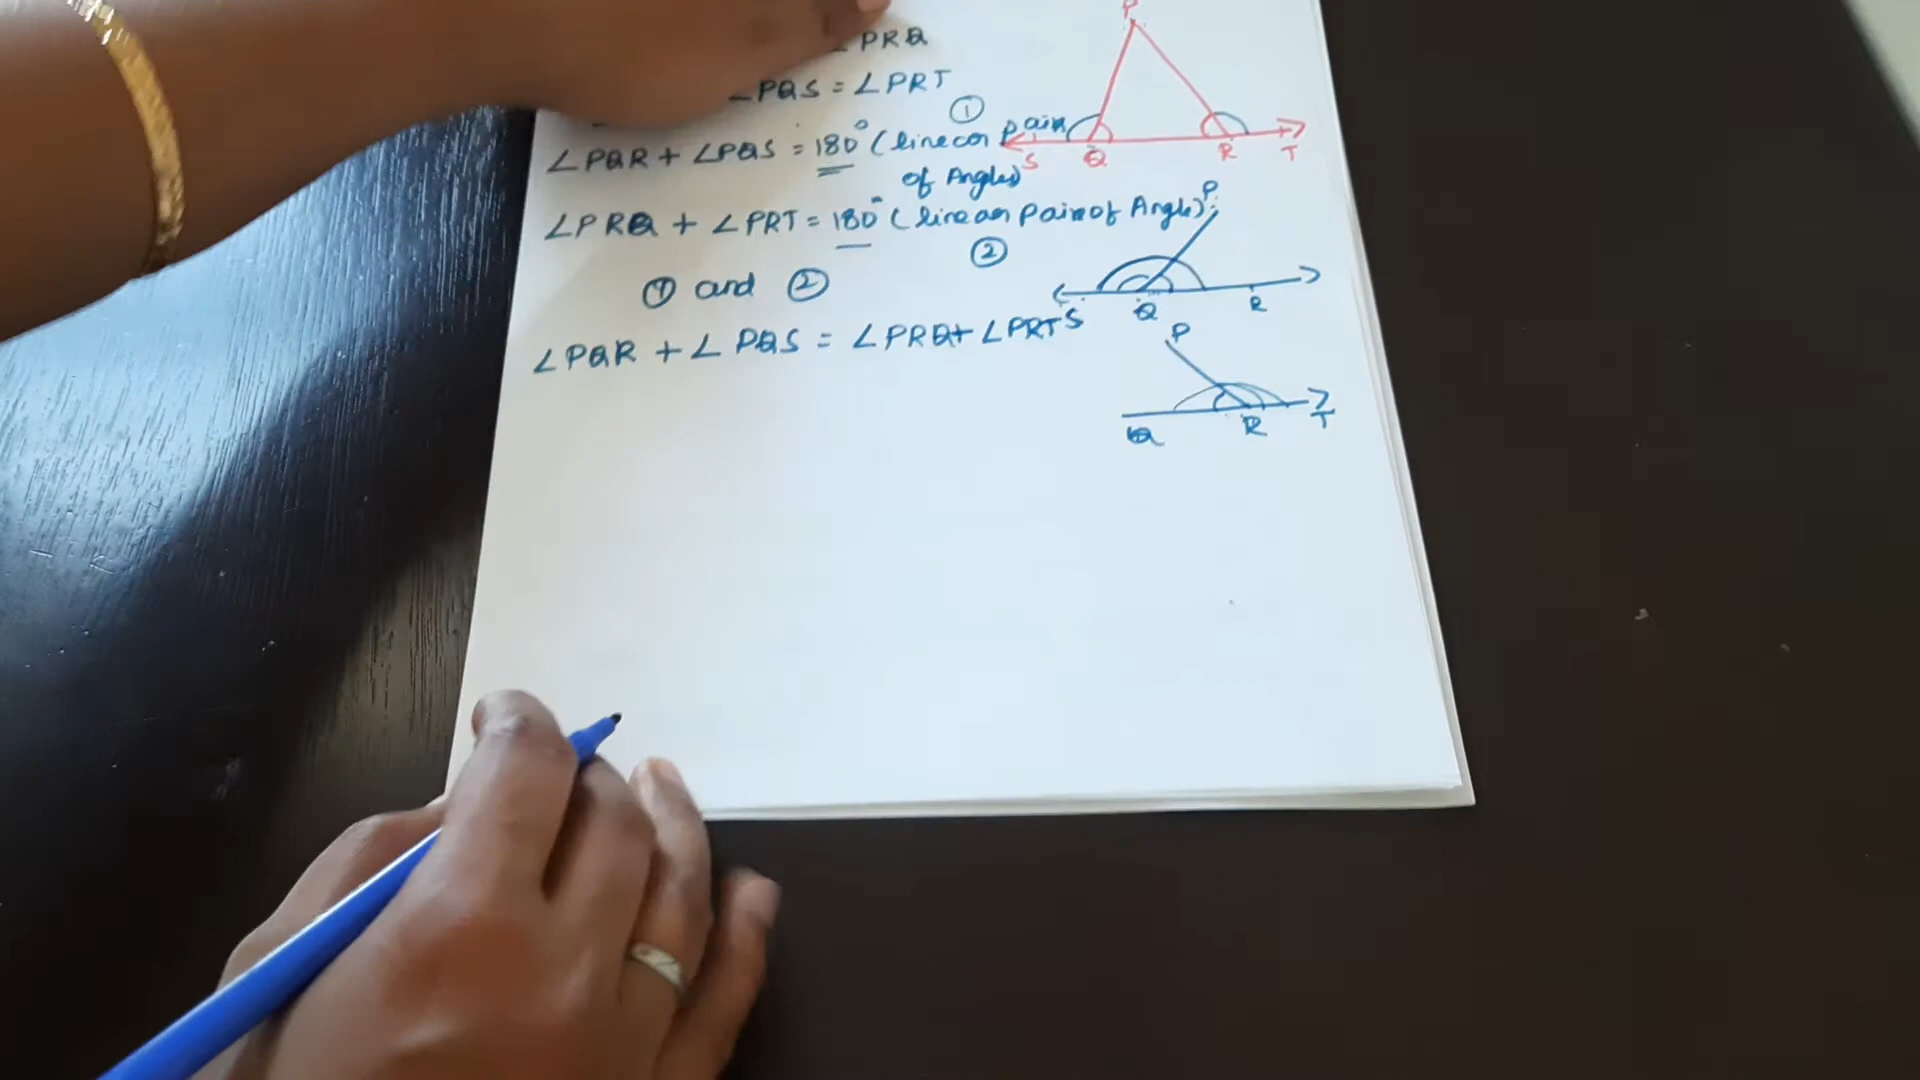 ∠PRQ
∠PQS = ∠PRT
①
∠PQR + ∠PQS = 180° (linear pair
of Angles)
∠PRQ + ∠PRT = 180° (linear pair of Angle)
②
① and ②
∠PQR + ∠PQS = ∠PRQ + ∠PRT
P
S Q R T
P
S Q R
P
Q R T